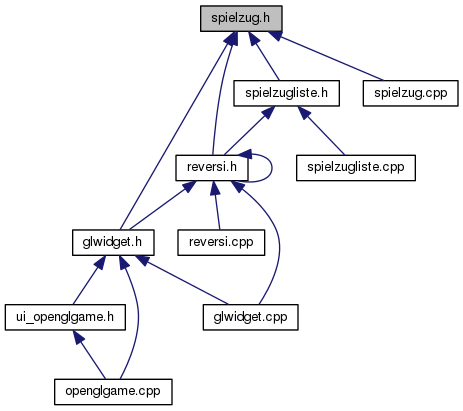 spielzug.h
spielzugliste.h
spielzug.cpp
reversi.h
spielzugliste.cpp
glwidget.h
reversi.cpp
ui_openglgame.h
glwidget.cpp
openglgame.cpp